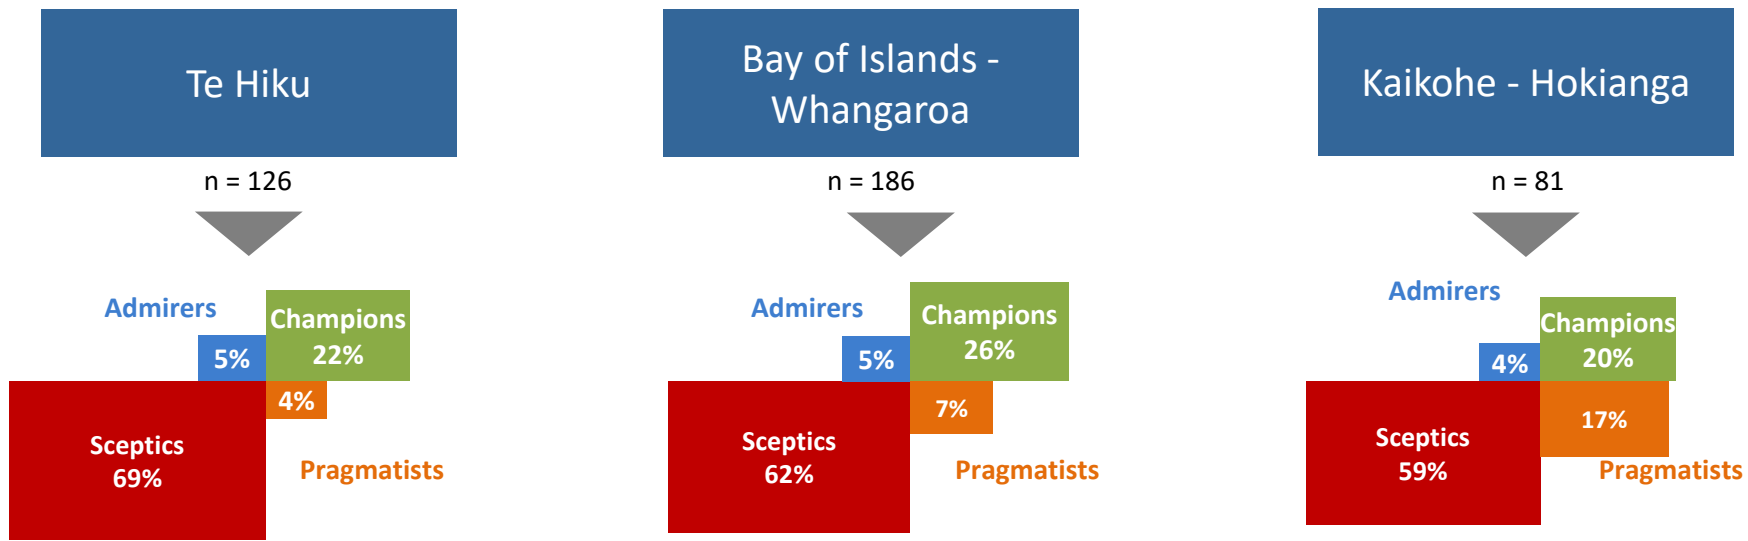 Te Hiku
n = 126
Admirers
5%
Champions
22%
4%
Sceptics
69%
Pragmatists
Bay of Islands -
Whangaroa
n = 186
Admirers
5%
Champions
26%
7%
Sceptics
62%
Pragmatists
Kaikohe - Hokianga
n = 81
Admirers
4%
Champions
20%
17%
Sceptics
59%
Pragmatists